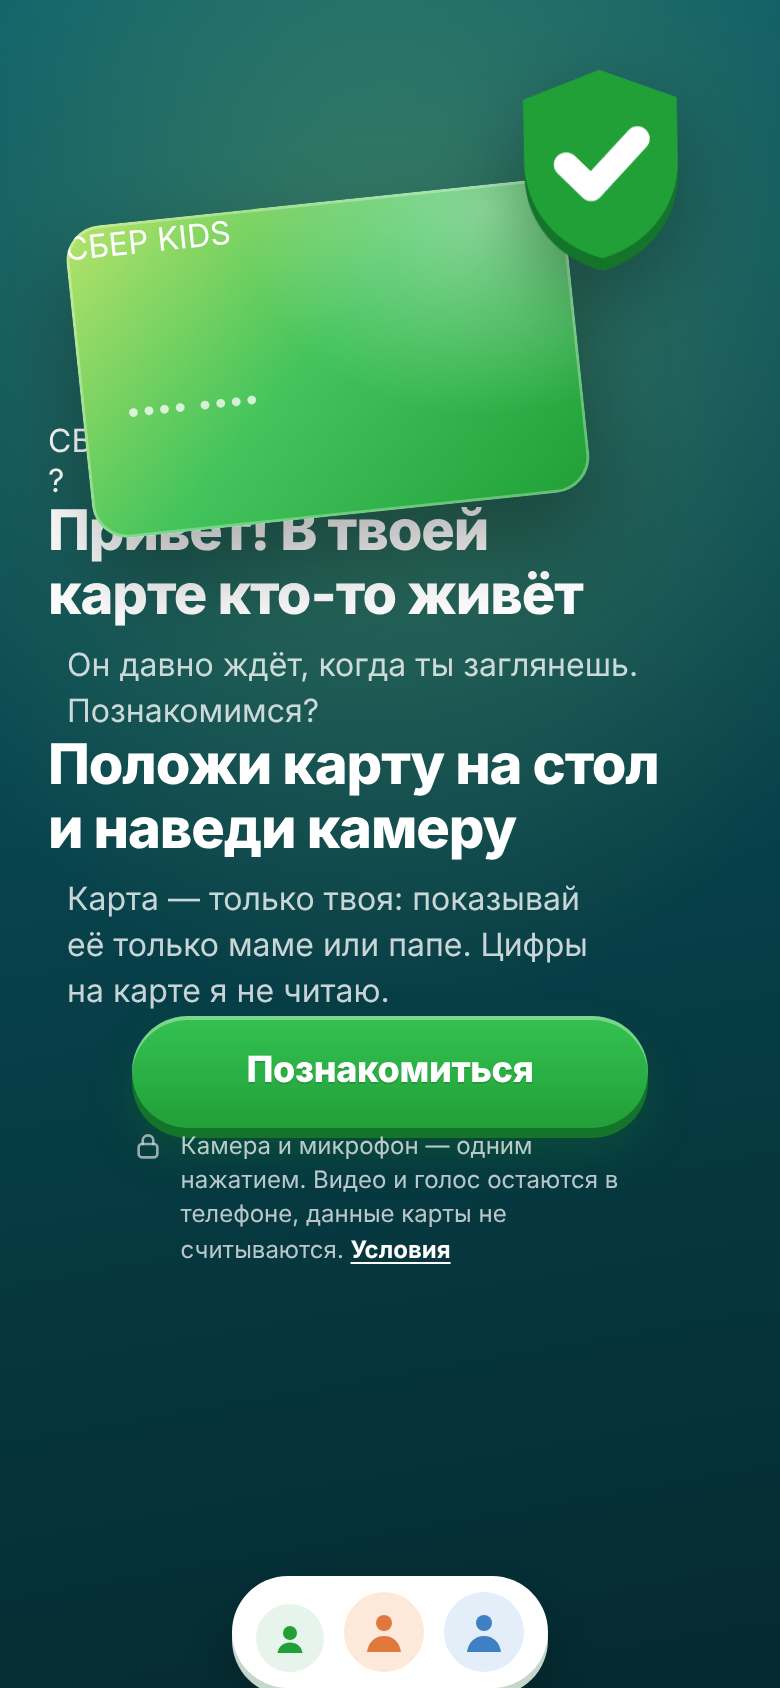 СБЕР KIDS
•••• ••••
?
Привет! В твоей
карте кто-то живёт
Он давно ждёт, когда ты заглянешь.
Познакомимся?
Положи карту на стол
и наведи камеру
Карта — только твоя: показывай
её только маме или папе. Цифры
на карте я не читаю.
Познакомиться
Камера и микрофон — одним
нажатием. Видео и голос остаются в
телефоне, данные карты не
считываются. Условия